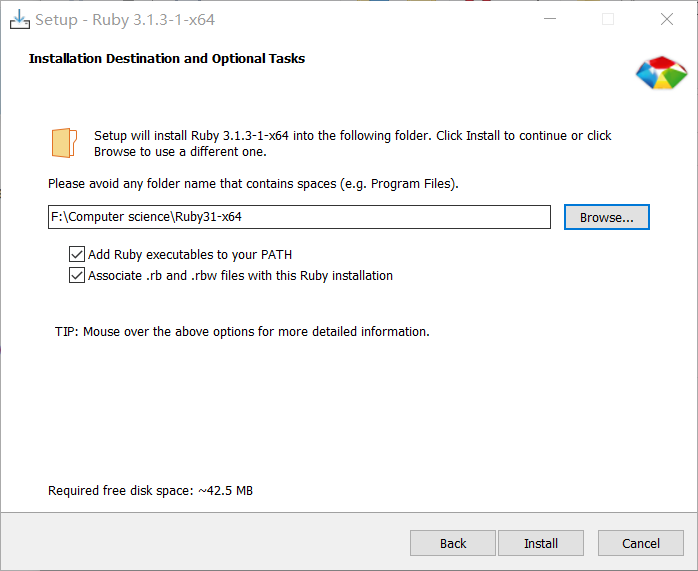 Setup - Ruby 3.1.3-1-x64
Installation Destination and Optional Tasks
Setup will install Ruby 3.1.3-1-x64 into the following folder. Click Install to continue or click
Browse to use a different one.
Please avoid any folder name that contains spaces (e.g. Program Files).
F:\Computer science\Ruby31-x64
Browse...
Add Ruby executables to your PATH
Associate .rb and .rbw files with this Ruby installation
TIP: Mouse over the above options for more detailed information.
Required free disk space: ~42.5 MB
Back
Install
Cancel